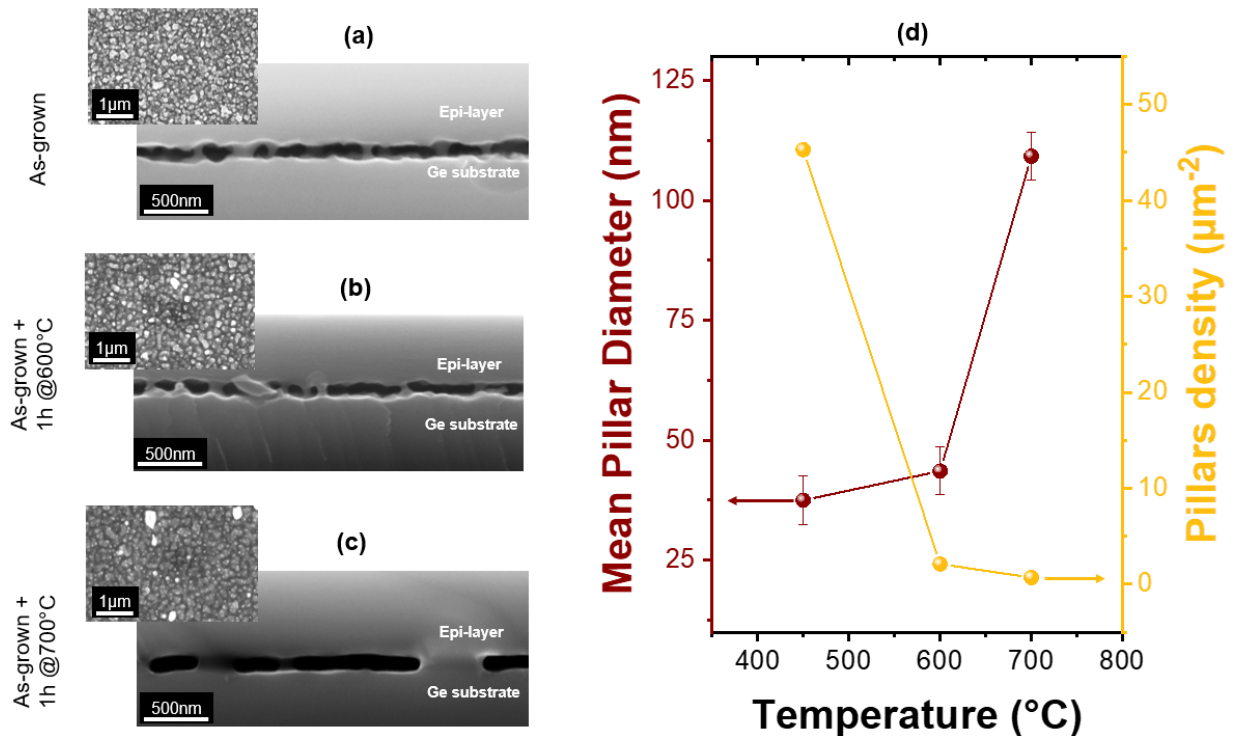 (a)
1µm
As-grown
Epi-layer
Ge substrate
500nm
(b)
1µm
As-grown +
1h @600°C
Epi-layer
Ge substrate
500nm
(c)
1µm
As-grown +
1h @700°C
Epi-layer
Ge substrate
500nm
(d)
Mean Pillar Diameter (nm)
125
100
75
50
25
Pillars density (µm⁻²)
50
40
30
20
10
0
400 500 600 700 800
Temperature (°C)